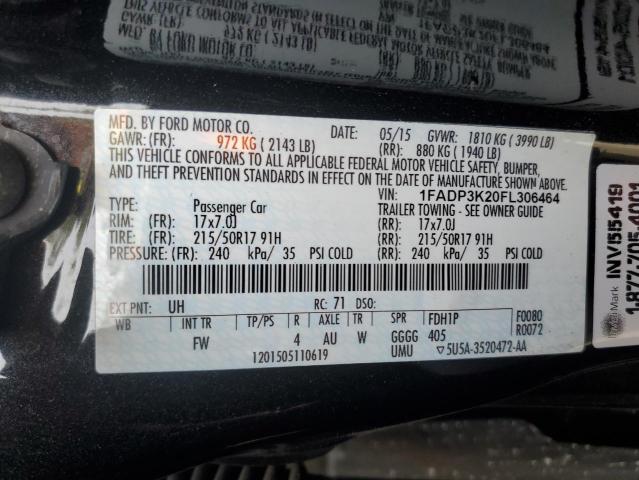 MFD. BY FORD MOTOR CO. DATE: 05/15 GVWR: 1810 KG ( 3990 LB)
GAWR: (FR): 972 KG ( 2143 LB) (RR): 880 KG ( 1940 LB)
THIS VEHICLE CONFORMS TO ALL APPLICABLE FEDERAL MOTOR VEHICLE SAFETY, BUMPER,
AND THEFT PREVENTION STANDARDS IN EFFECT ON THE DATE OF MANUFACTURE SHOWN ABOVE.
VIN: 1FADP3K20FL306464
TYPE: Passenger Car TRAILER TOWING - SEE OWNER GUIDE
RIM: (FR): 17x7.0J (RR): 17x7.0J
TIRE: (FR): 215/50R17 91H (RR): 215/50R17 91H
PRESSURE: (FR): 240 kPa/ 35 PSI COLD (RR): 240 kPa/ 35 PSI COLD
EXT PNT: UH RC: 71 DSO:
WB INT TR TP/PS R AXLE TR SPR FDH1P F0080
FW 4 AU W GGGG 405 R0072
1201505110619 UMU 5U5A-3520472-AA
INV55419